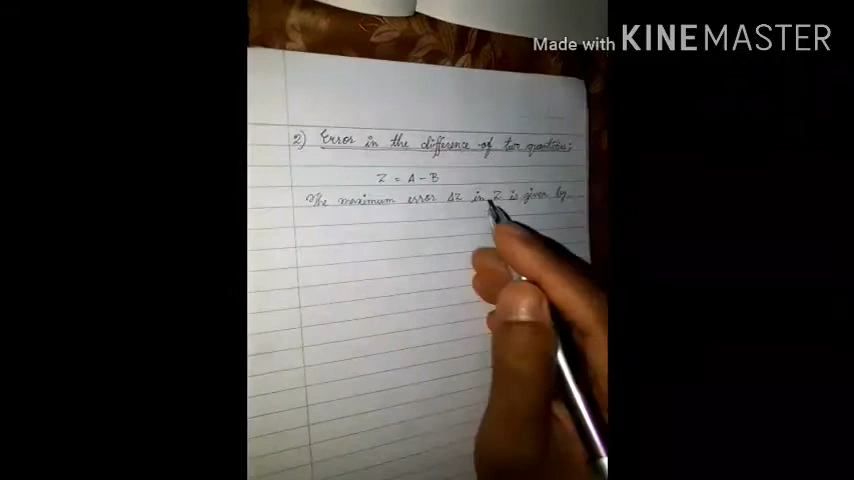 Made with KINEMASTER
2) Error in the difference of two quantities :
Z = A - B
The maximum error ΔZ in Z is given by